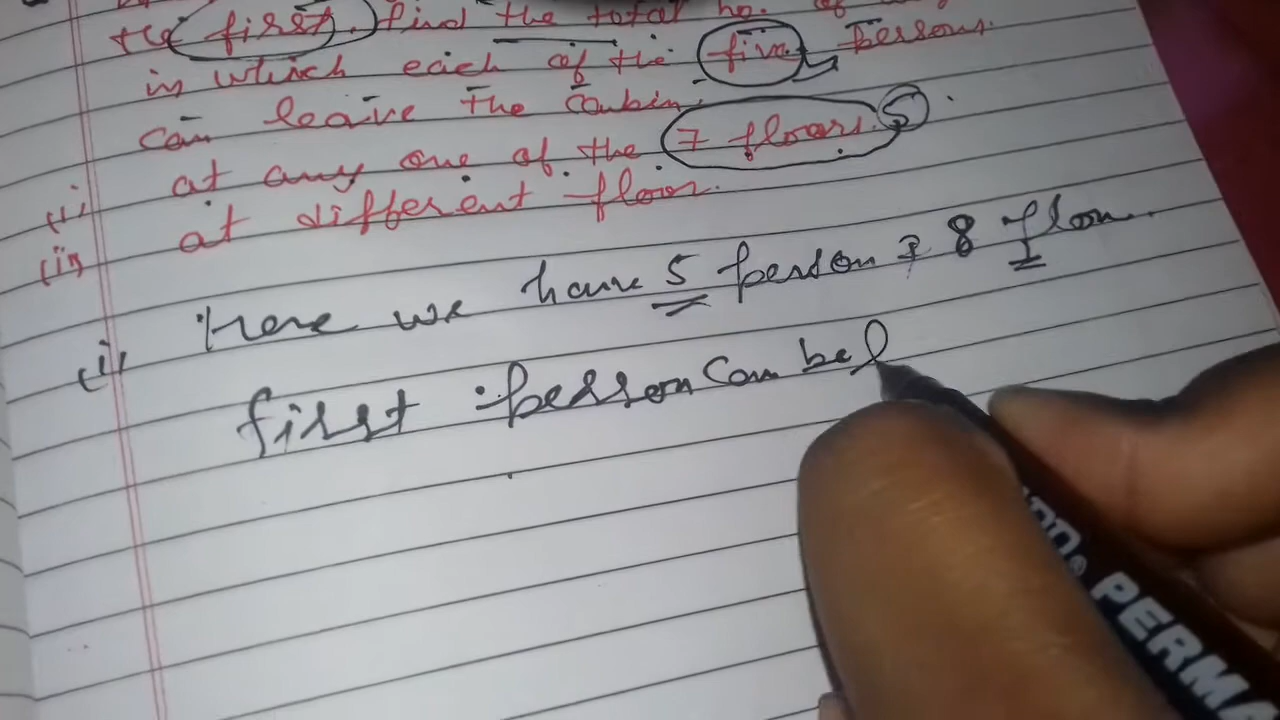 the first. find the total no. of
in which each of the five persons
can leave the cabin
(i) at any one of the 7 floors. 5
(ii) at different floor.
(i) Here we have 5 person & 8 floor.
first person can be l
PERMA